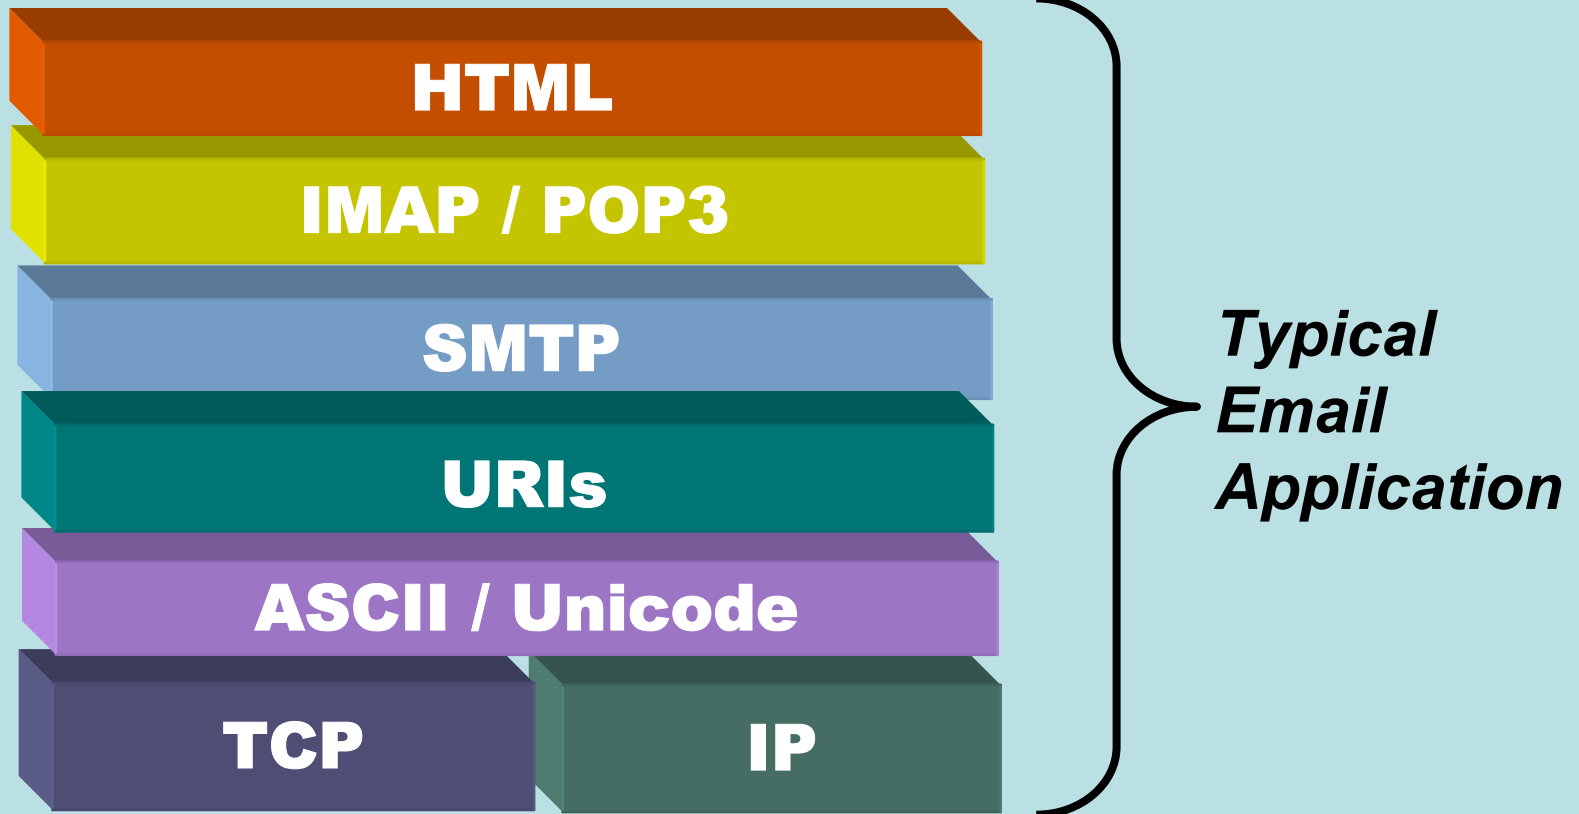 HTML
IMAP / POP3
SMTP
URIs
ASCII / Unicode
TCP
IP
Typical
Email
Application